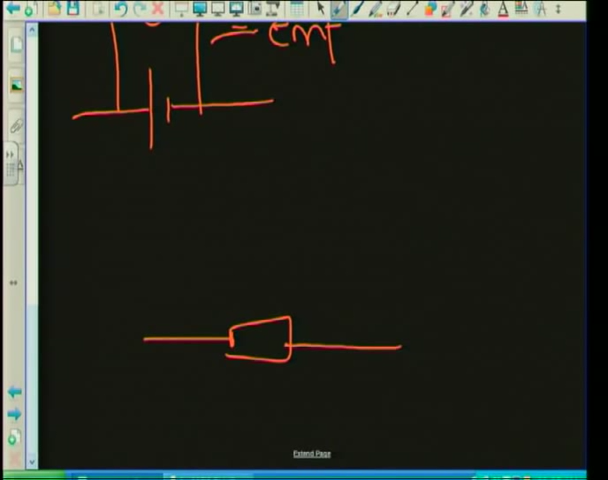 = emf
Extend Page